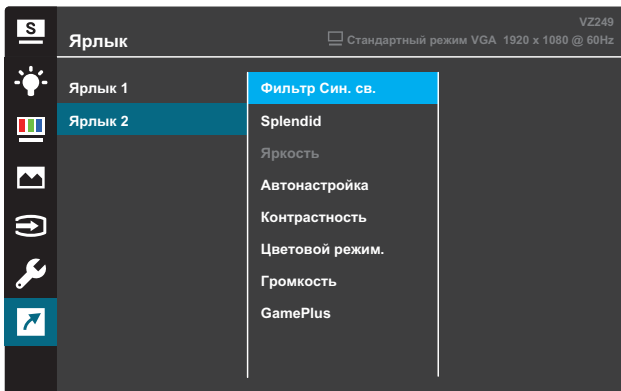 S
VZ249
Ярлык
Стандартный режим VGA 1920 x 1080 @ 60Hz
Ярлык 1
Фильтр Син. св.
Ярлык 2
Splendid
Яркость
Автонастройка
Контрастность
Цветовой режим.
Громкость
GamePlus